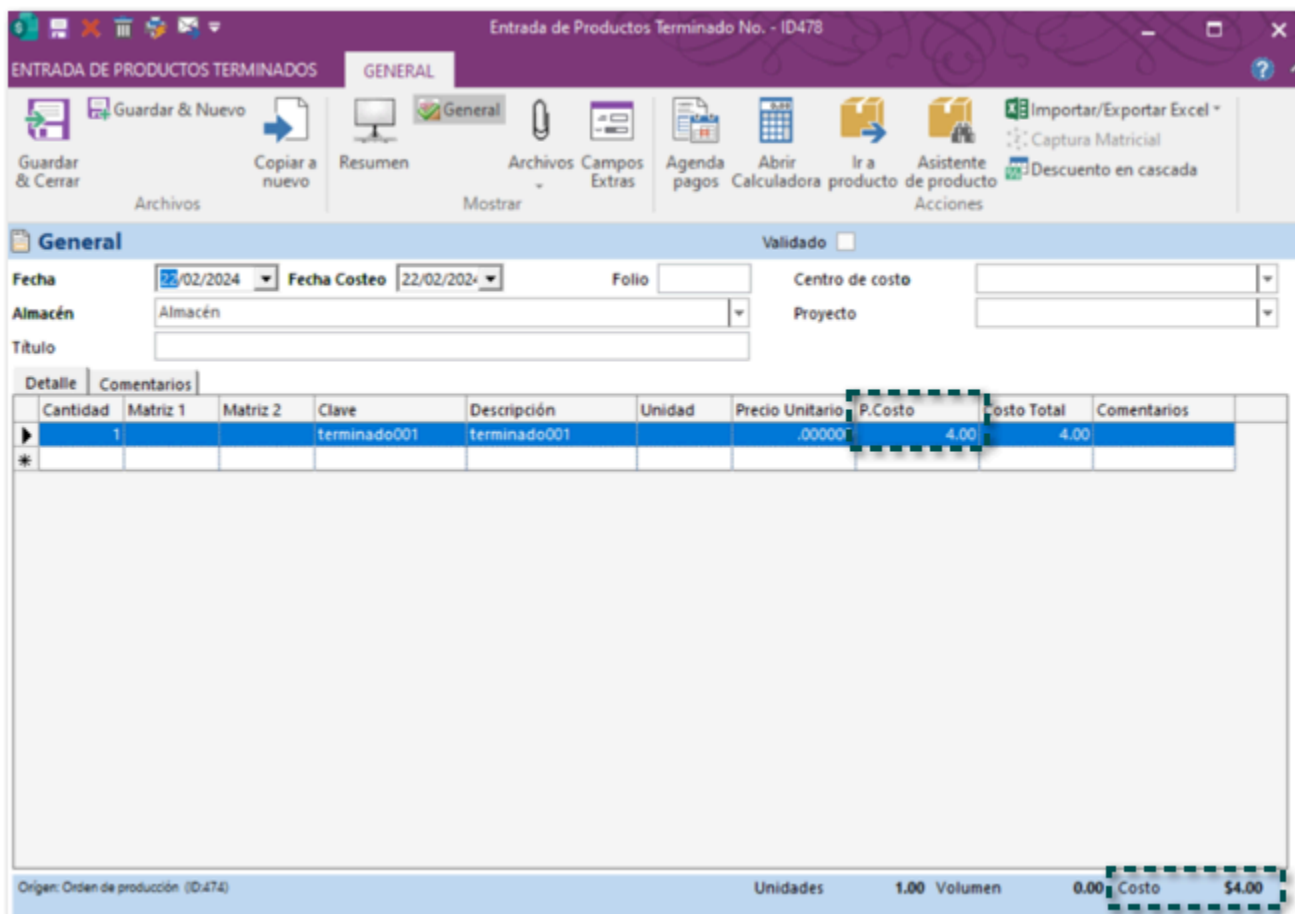 Entrada de Productos Terminado No. - ID478
ENTRADA DE PRODUCTOS TERMINADOS GENERAL
Guardar & Cerrar
Guardar & Nuevo
Copiar a nuevo
Archivos
Resumen
General
Archivos
Campos Extras
Mostrar
Agenda pagos
Abrir Calculadora
Ir a producto
Asistente de producto
Importar/Exportar Excel
Captura Matricial
Descuento en cascada
Acciones
General Validado
Fecha 22/02/2024 Fecha Costeo 22/02/2024 Folio Centro de costo
Almacén Almacén Proyecto
Título
Detalle Comentarios
Cantidad Matriz 1 Matriz 2 Clave Descripción Unidad Precio Unitario P.Costo Costo Total Comentarios
1 terminado001 terminado001 .000000 4.00 4.00
Origen: Orden de producción (ID:474) Unidades 1.00 Volumen 0.00 Costo $4.00